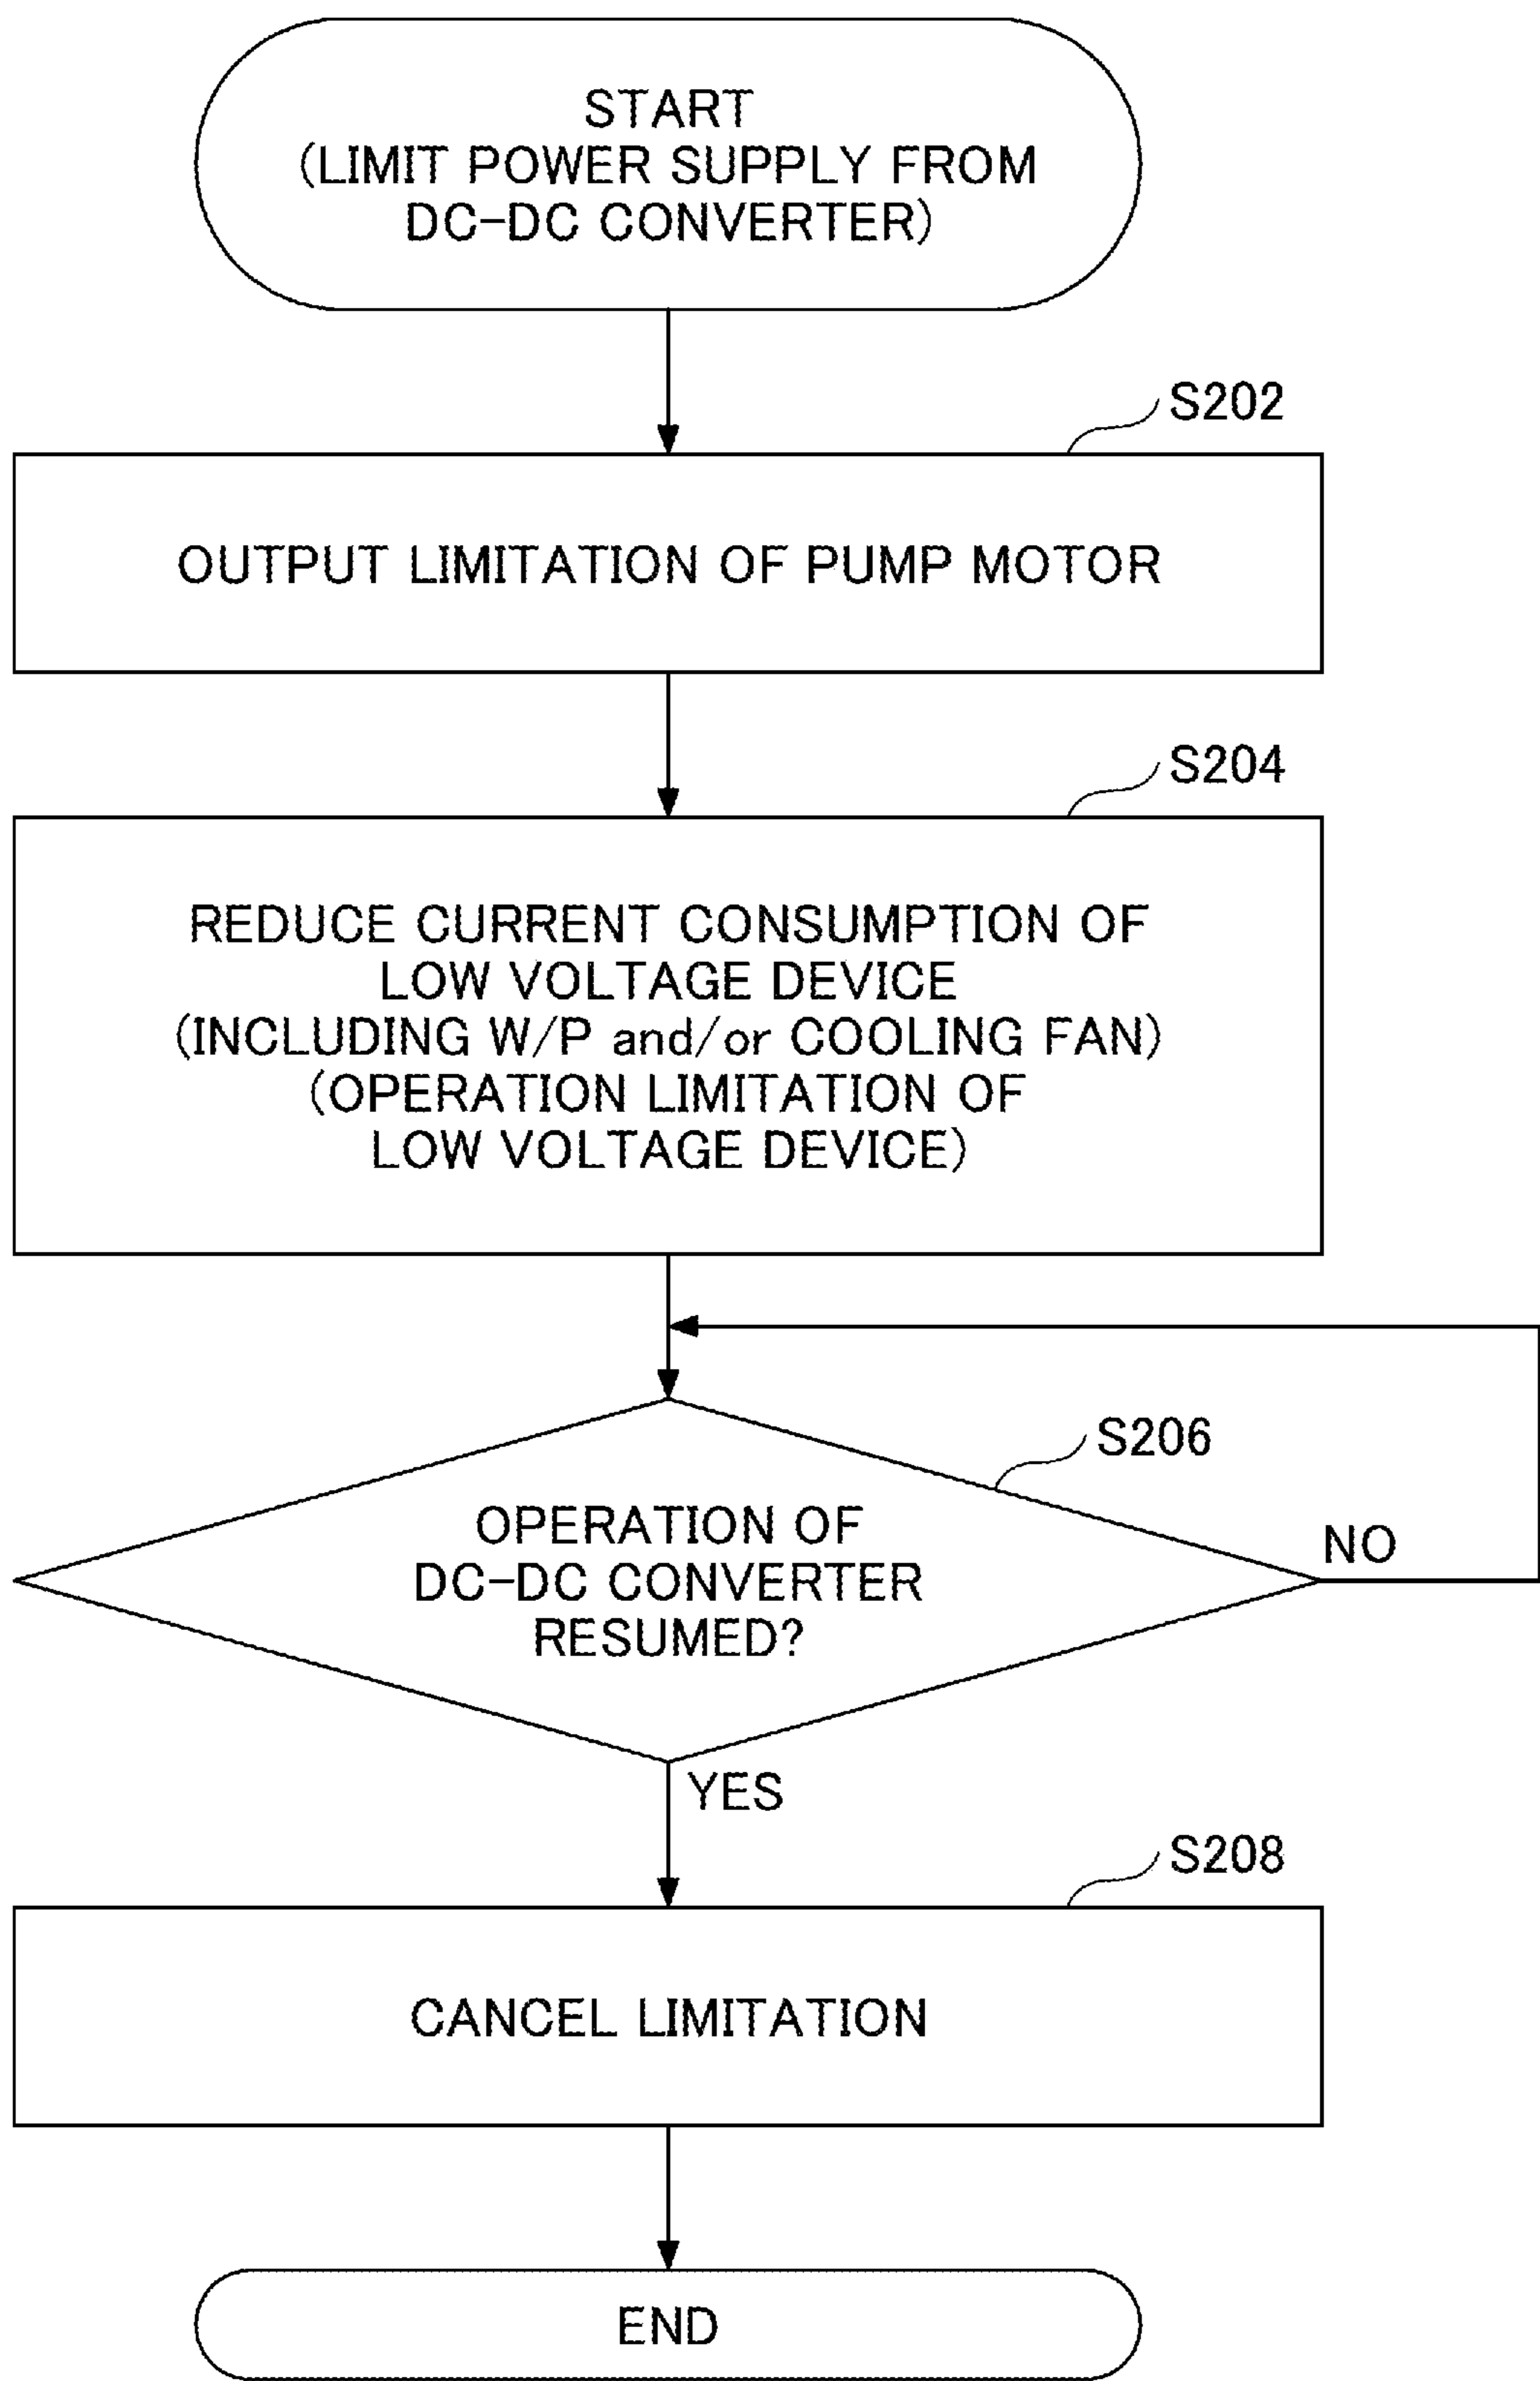 START
(LIMIT POWER SUPPLY FROM
DC-DC CONVERTER)
S202
OUTPUT LIMITATION OF PUMP MOTOR
S204
REDUCE CURRENT CONSUMPTION OF
LOW VOLTAGE DEVICE
(INCLUDING W/P and/or COOLING FAN)
(OPERATION LIMITATION OF
LOW VOLTAGE DEVICE)
S206
OPERATION OF
DC-DC CONVERTER
RESUMED?
NO
YES
S208
CANCEL LIMITATION
END